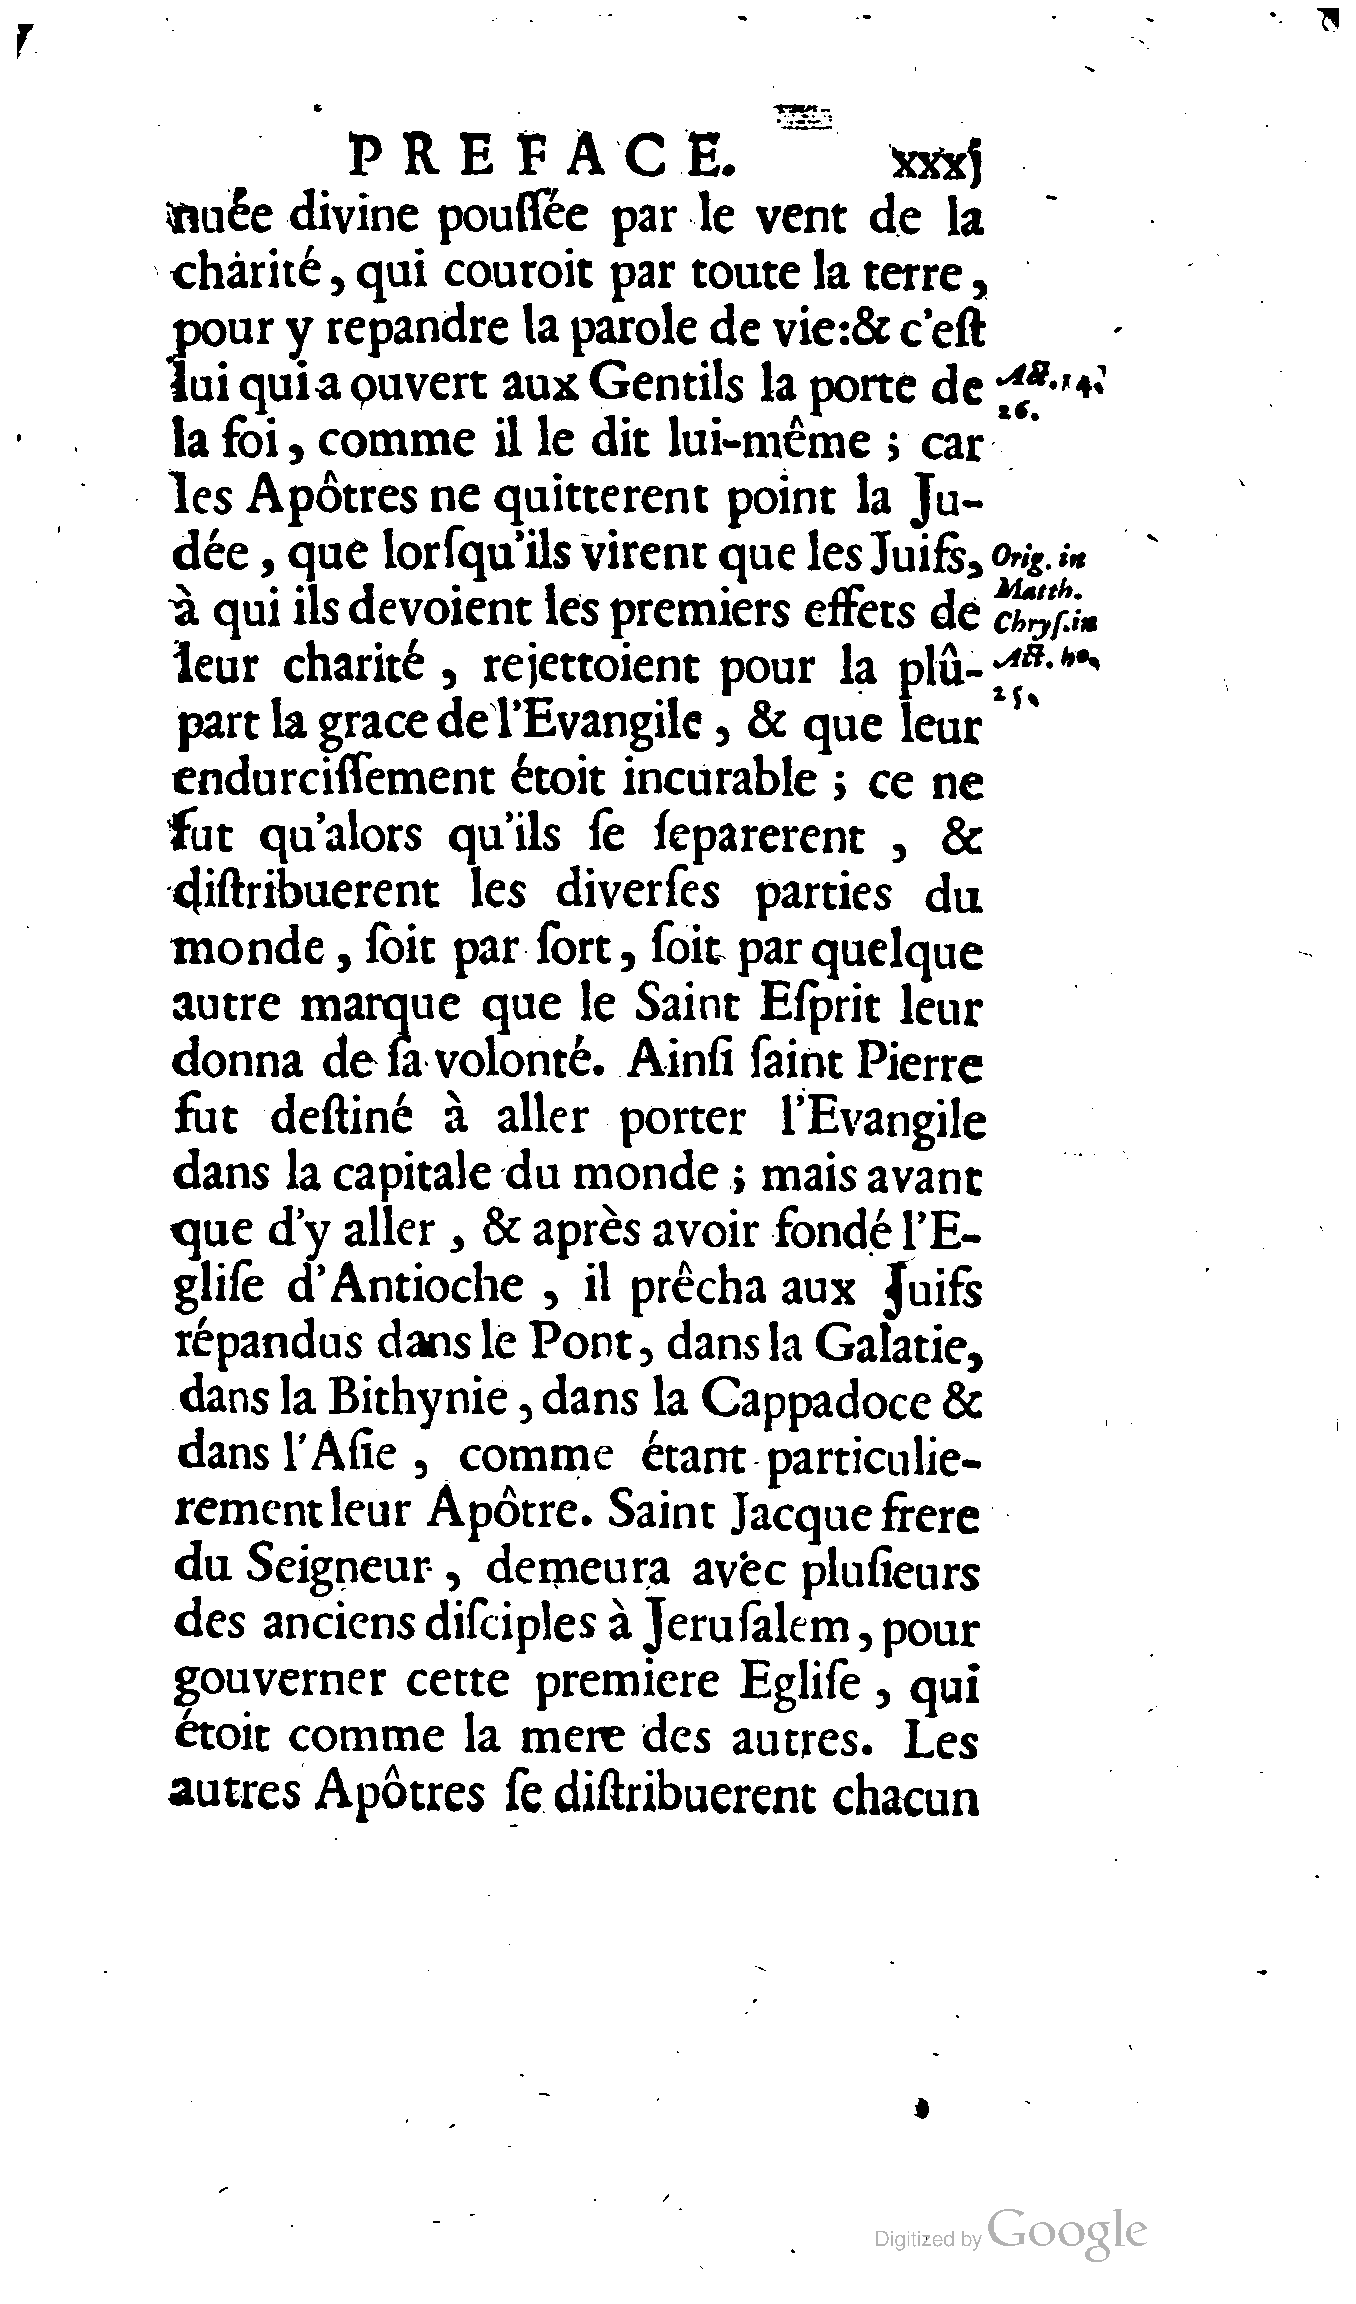 PREFACE. xxxj
nuée divine pouſſée par le vent de la
charité, qui couroit par toute la terre,
pour y repandre la parole de vie:& c'eſt
lui qui a ouvert aux Gentils la porte de
Act. 14.
26.
la foi, comme il le dit lui-même ; car
les Apôtres ne quitterent point la Ju-
dée, que lorſqu'ils virent que les Juifs,
Orig. in
Matth.
à qui ils devoient les premiers effets de
Chryſ. in
leur charité, rejettoient pour la plû-
Act. ho.
25.
part la grace de l'Evangile, & que leur
endurciſſement étoit incurable ; ce ne
fut qu'alors qu'ils ſe ſeparerent, &
diſtribuerent les diverſes parties du
monde, ſoit par ſort, ſoit par quelque
autre marque que le Saint Eſprit leur
donna de ſa volonté. Ainſi ſaint Pierre
fut deſtiné à aller porter l'Evangile
dans la capitale du monde ; mais avant
que d'y aller, & après avoir fondé l'E-
gliſe d'Antioche, il prêcha aux Juifs
répandus dans le Pont, dans la Galatie,
dans la Bithynie, dans la Cappadoce &
dans l'Aſie, comme étant particulie-
rement leur Apôtre. Saint Jacque frere
du Seigneur, demeura avec pluſieurs
des anciens diſciples à Jeruſalem, pour
gouverner cette premiere Egliſe, qui
étoit comme la mere des autres. Les
autres Apôtres ſe diſtribuerent chacun
Digitized by Google